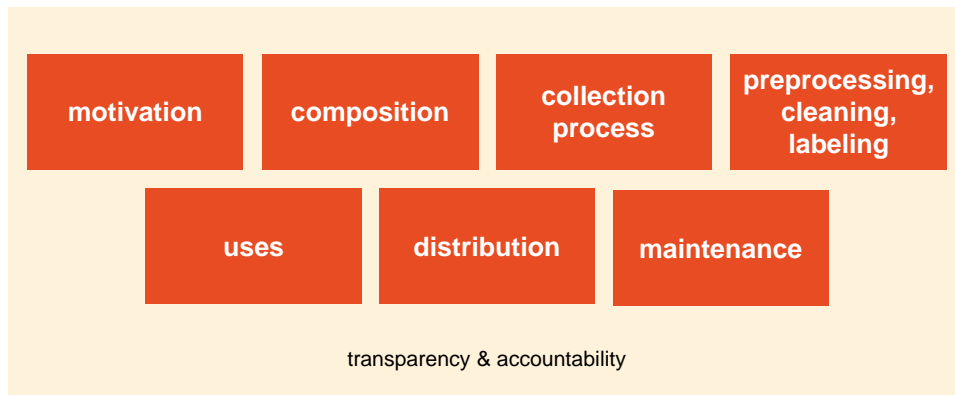 motivation
composition
collection
process
preprocessing,
cleaning,
labeling
uses
distribution
maintenance
transparency & accountability